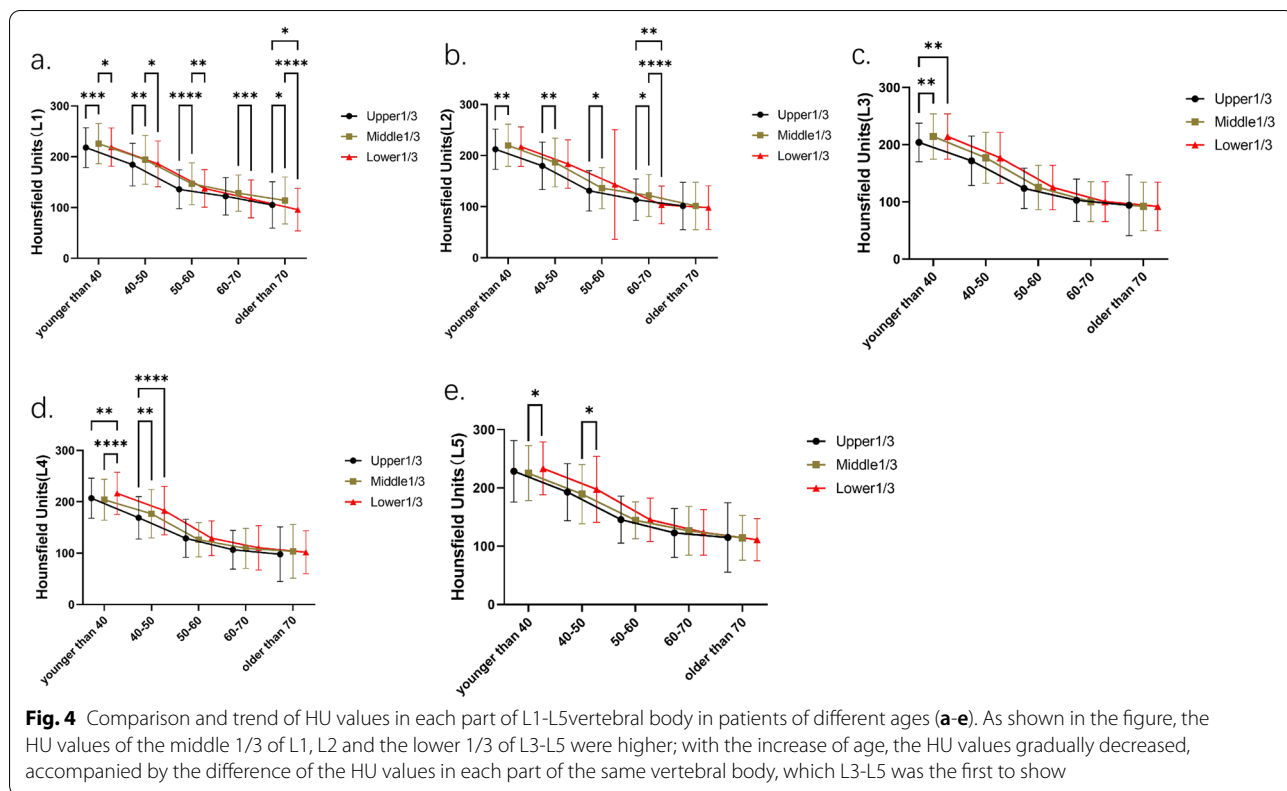 a.
*
* * **
*** ** **** *** * ****
Hounsfield Units (L1)
300
200
100
0
younger than 40
40-50
50-60
60-70
older than 70
Upper1/3
Middle1/3
Lower1/3
b.
**
****
** ** * *
Hounsfield Units(L2)
300
200
100
0
younger than 40
40-50
50-60
60-70
older than 70
Upper1/3
Middle1/3
Lower1/3
c.
**
**
Hounsfield Units(L3)
300
200
100
0
younger than 40
40-50
50-60
60-70
older than 70
Upper1/3
Middle1/3
Lower1/3
d.
****
** **
****
Hounsfield Units(L4)
300
200
100
0
younger than 40
40-50
50-60
60-70
older than 70
Upper1/3
Middle1/3
Lower1/3
e.
* *
Hounsfield Units (L5)
300
200
100
0
younger than 40
40-50
50-60
60-70
older than 70
Upper1/3
Middle1/3
Lower1/3
Fig. 4 Comparison and trend of HU values in each part of L1-L5vertebral body in patients of different ages (a-e). As shown in the figure, the
HU values of the middle 1/3 of L1, L2 and the lower 1/3 of L3-L5 were higher; with the increase of age, the HU values gradually decreased,
accompanied by the difference of the HU values in each part of the same vertebral body, which L3-L5 was the first to show